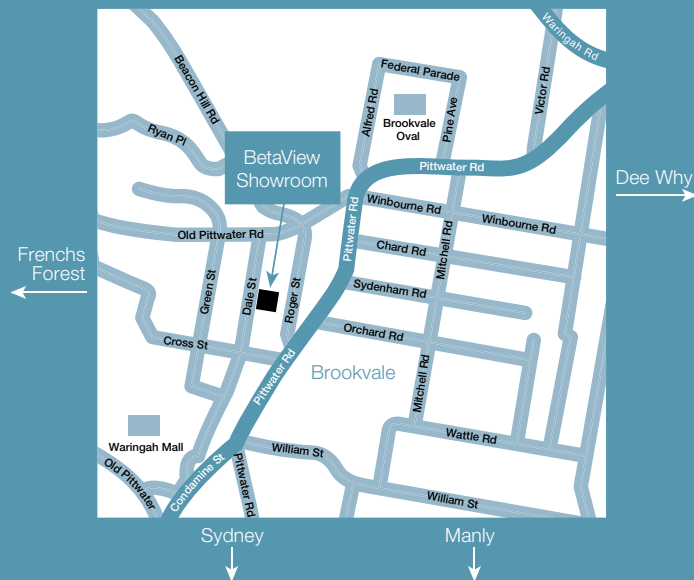 Waringah Rd
Beacon Hill Rd
Federal Parade
Victor Rd
Alfred Rd
Pine Ave
Brookvale
Oval
Ryan Pl
BetaView
Showroom
Pittwater Rd
Dee Why
Winbourne Rd
Winbourne Rd
Pittwater Rd
Old Pittwater Rd
Chard Rd
Mitchell Rd
Frenchs
Forest
Green St
Dale St
Roger St
Sydenham Rd
Orchard Rd
Cross St
Pittwater Rd
Brookvale
Mitchell Rd
Waringah Mall
Wattle Rd
William St
Old Pittwater
Condamine St
Pittwater Rd
William St
Sydney
Manly